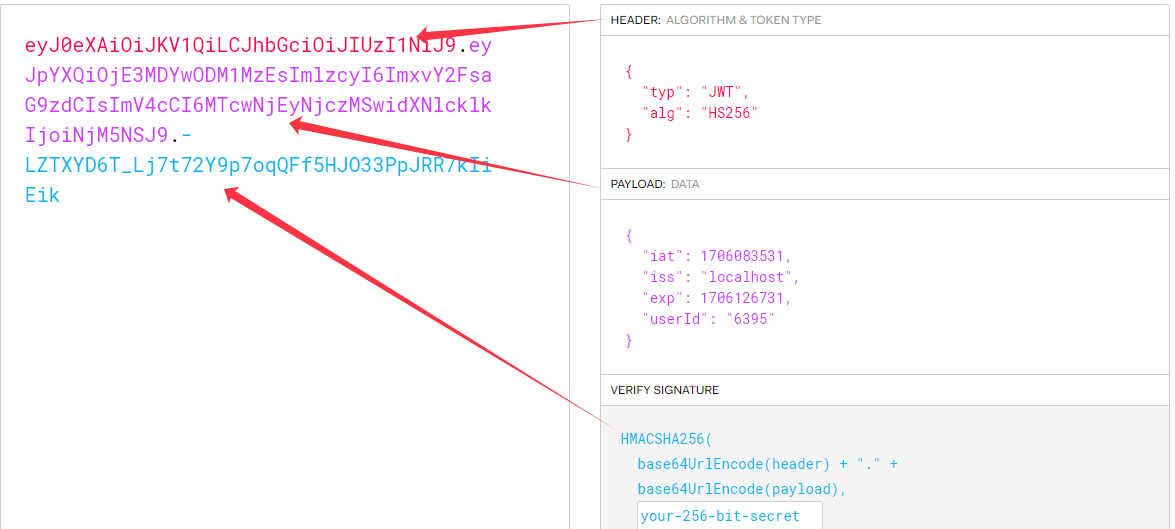 eyJ0eXAiOiJKV1QiLCJhbGciOiJIUzI1NiJ9.ey
JpYXQiOjE3MDYwODM1MzEsImlzcyI6ImxvY2Fsa
G9zdCIsImV4cCI6MTcwNjEyNjczMSwidXNlcklk
IjoiNjM5NSJ9.-
LZTXYD6T_Lj7t72Y9p7oqQFf5HJO33PpJRR7kIi
Eik
HEADER: ALGORITHM & TOKEN TYPE
{
"typ": "JWT",
"alg": "HS256"
}
PAYLOAD: DATA
{
"iat": 1706083531,
"iss": "localhost",
"exp": 1706126731,
"userId": "6395"
}
VERIFY SIGNATURE
HMACSHA256(
base64UrlEncode(header) + "." +
base64UrlEncode(payload),
your-256-bit-secret